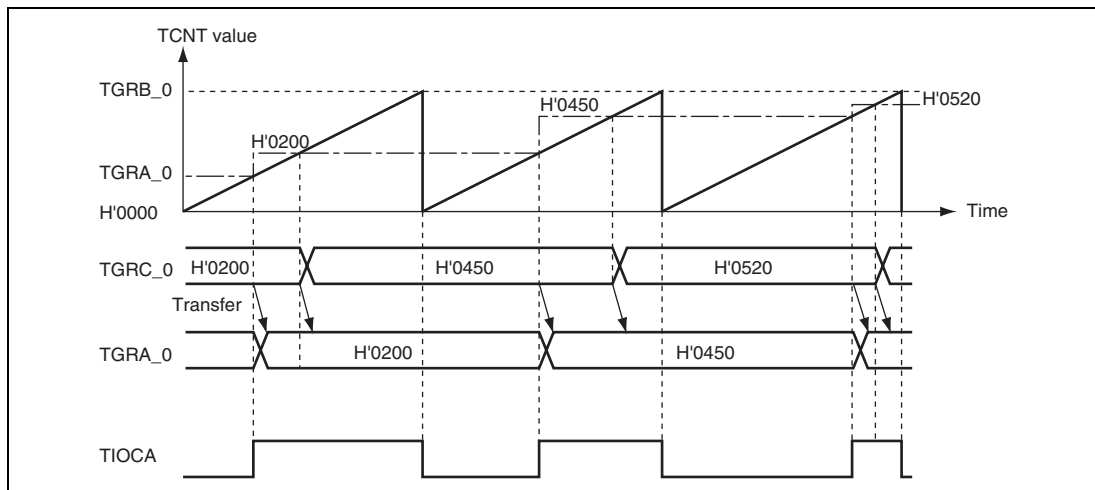 TCNT value
TGRB_0
H'0520
H'0450
H'0200
TGRA_0
H'0000
Time
TGRC_0
H'0200
H'0450
H'0520
Transfer
TGRA_0
H'0200
H'0450
TIOCA